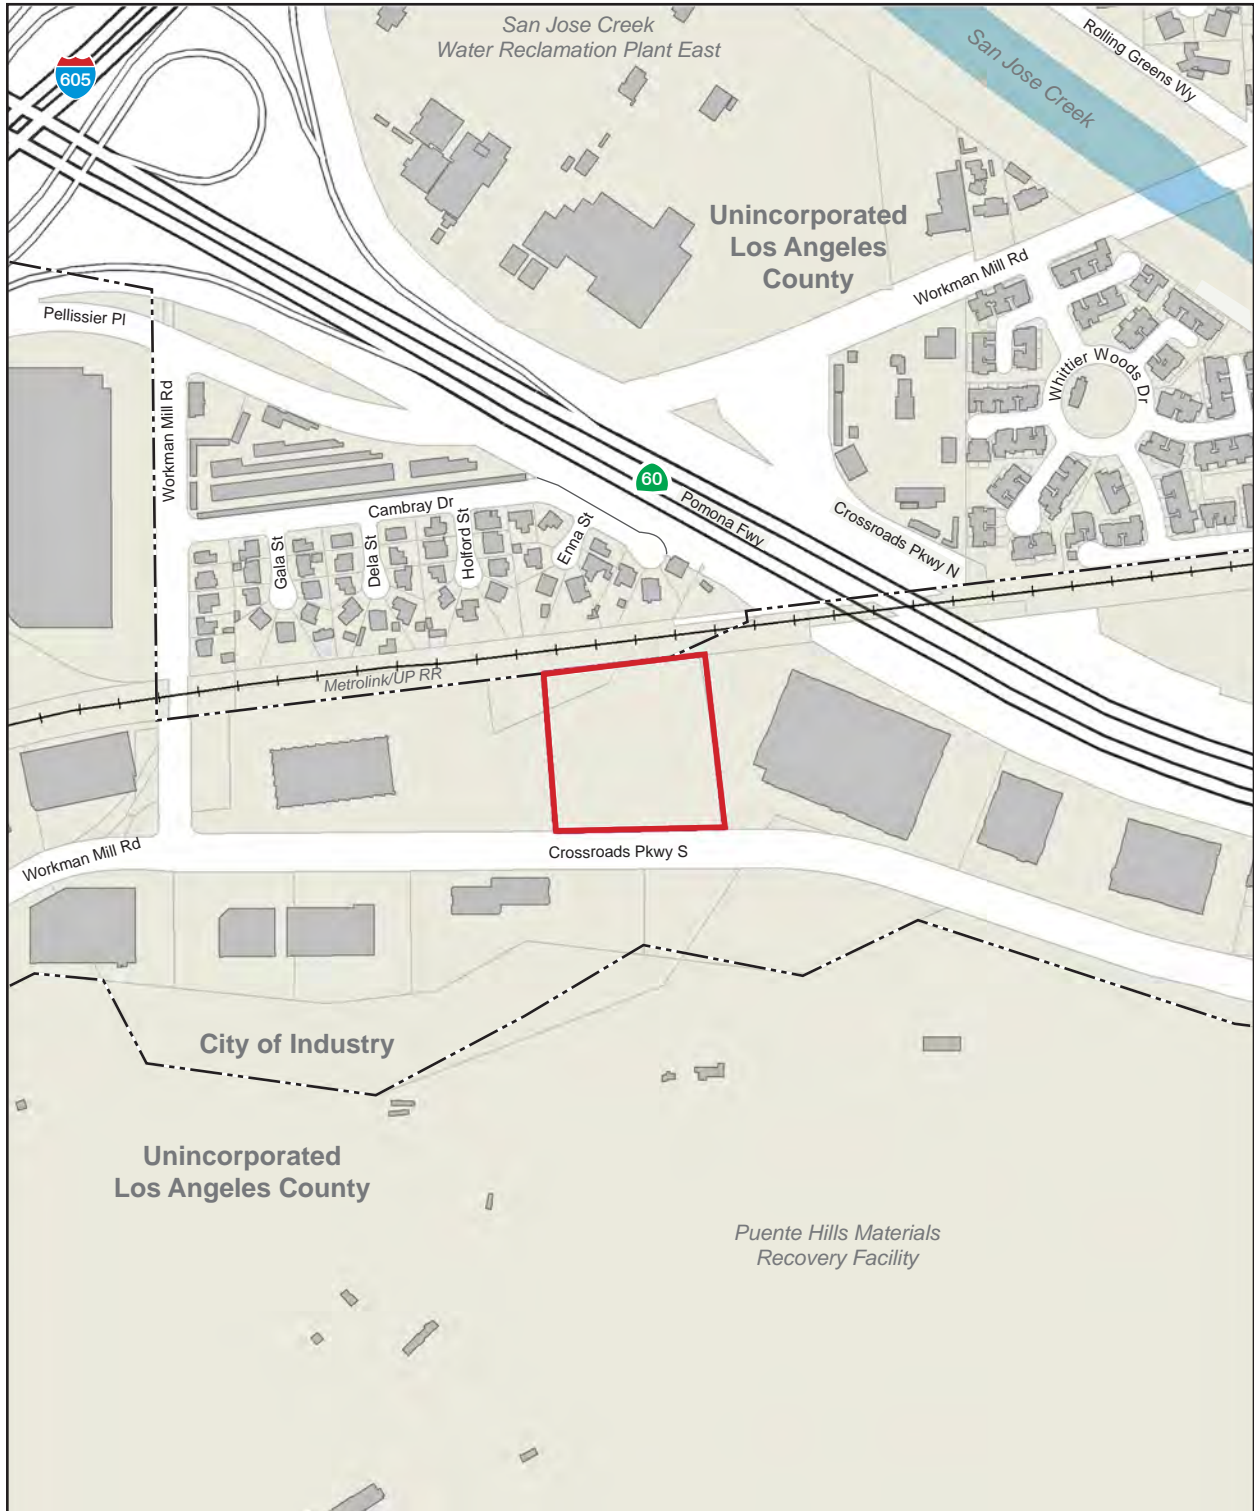 San Jose Creek
Water Reclamation Plant East
Rolling Greens Wy
San Jose Creek
605
Unincorporated
Los Angeles
County
Workman Mill Rd
Pellissier Pl
Whittier Woods Dr
Workman Mill Rd
60
Pomona Fwy
Cambray Dr
Crossroads Pkwy N
Gala St
Dela St
Holford St
Enna St
Metrolink/UP RR
Workman Mill Rd
Crossroads Pkwy S
City of Industry
Unincorporated
Los Angeles County
Puente Hills Materials
Recovery Facility